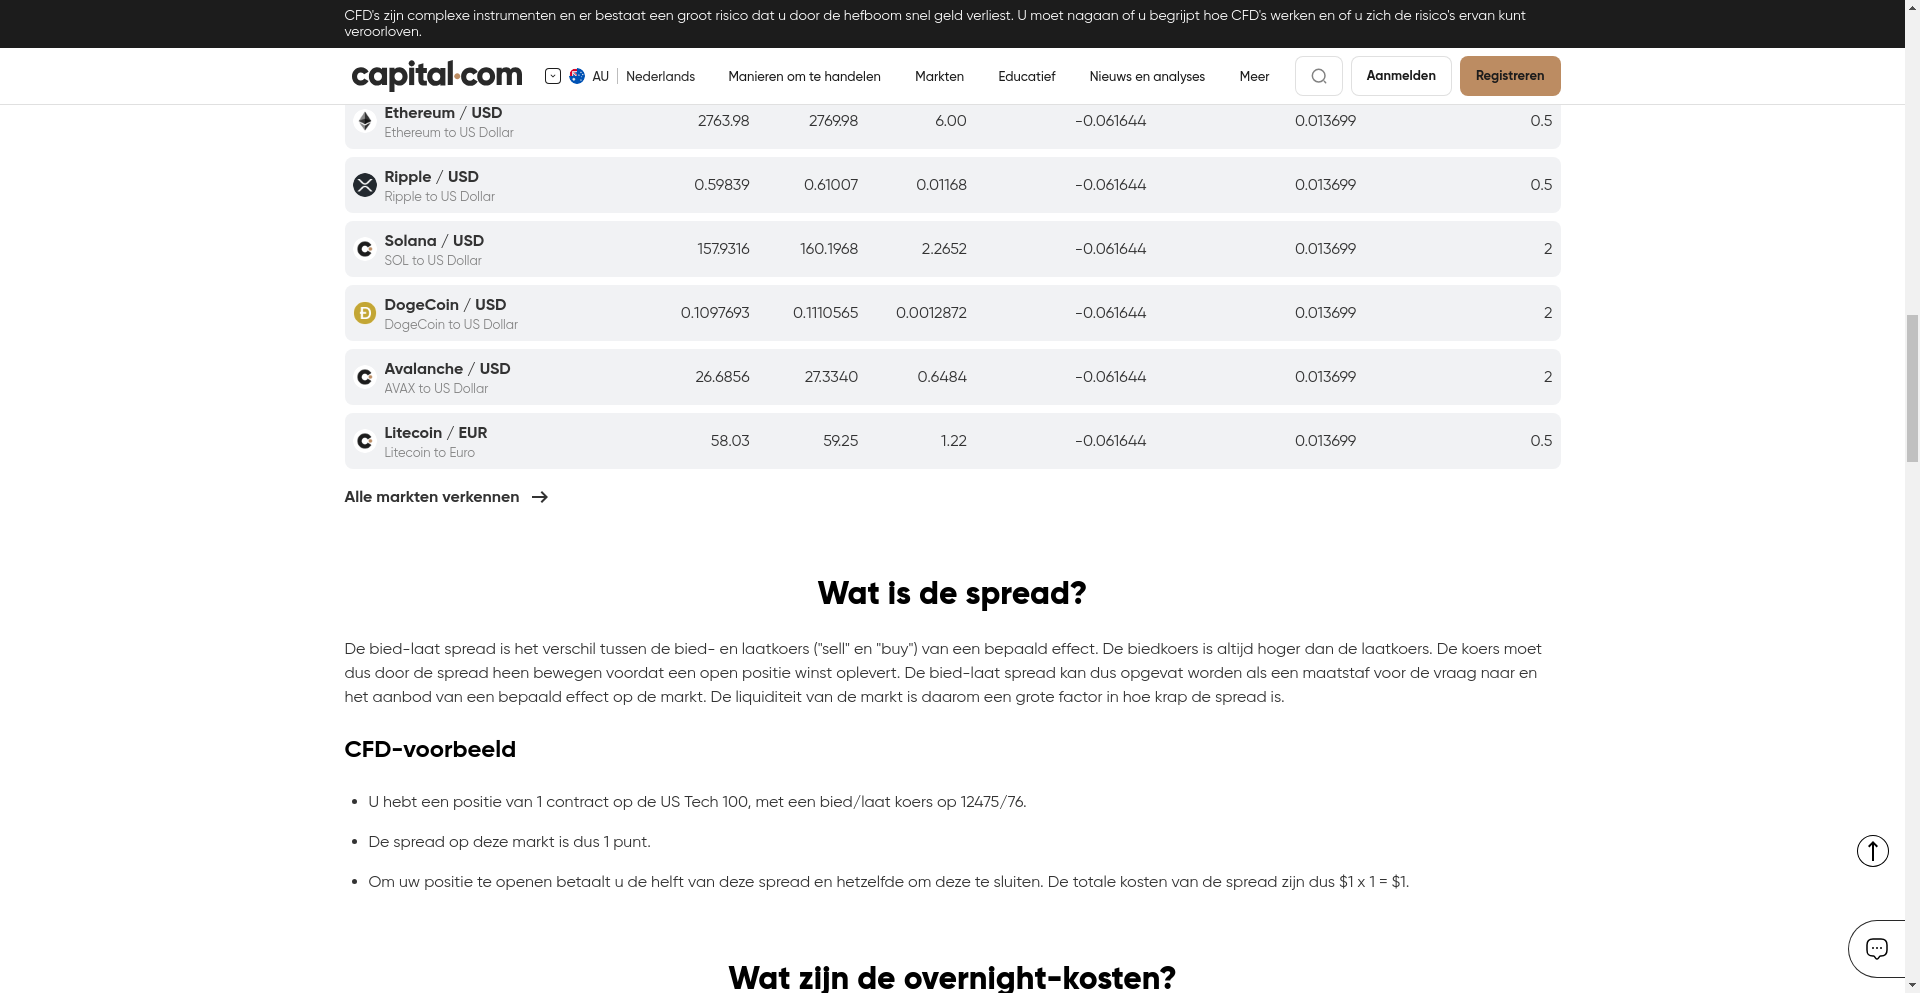 CFD's zijn complexe instrumenten en er bestaat een groot risico dat u door de hefboom snel geld verliest. U moet nagaan of u begrijpt hoe CFD's werken en of u zich de risico's ervan kunt
veroorloven.
capital.com
AU
Nederlands
Manieren om te handelen
Markten
Educatief
Nieuws en analyses
Meer
Aanmelden
Registreren
Ethereum / USD 2763.98 2769.98 6.00 -0.061644 0.013699 0.5
Ethereum to US Dollar
Ripple / USD 0.59839 0.61007 0.01168 -0.061644 0.013699 0.5
Ripple to US Dollar
Solana / USD 157.9316 160.1968 2.2652 -0.061644 0.013699 2
SOL to US Dollar
DogeCoin / USD 0.1097693 0.1110565 0.0012872 -0.061644 0.013699 2
DogeCoin to US Dollar
Avalanche / USD 26.6856 27.3340 0.6484 -0.061644 0.013699 2
AVAX to US Dollar
Litecoin / EUR 58.03 59.25 1.22 -0.061644 0.013699 0.5
Litecoin to Euro
Alle markten verkennen
Wat is de spread?
De bied-laat spread is het verschil tussen de bied- en laatkoers ("sell" en "buy") van een bepaald effect. De biedkoers is altijd hoger dan de laatkoers. De koers moet
dus door de spread heen bewegen voordat een open positie winst oplevert. De bied-laat spread kan dus opgevat worden als een maatstaf voor de vraag naar en
het aanbod van een bepaald effect op de markt. De liquiditeit van de markt is daarom een grote factor in hoe krap de spread is.
CFD-voorbeeld
U hebt een positie van 1 contract op de US Tech 100, met een bied/laat koers op 12475/76.
De spread op deze markt is dus 1 punt.
Om uw positie te openen betaalt u de helft van deze spread en hetzelfde om deze te sluiten. De totale kosten van de spread zijn dus $1 x 1 = $1.
Wat zijn de overnight-kosten?